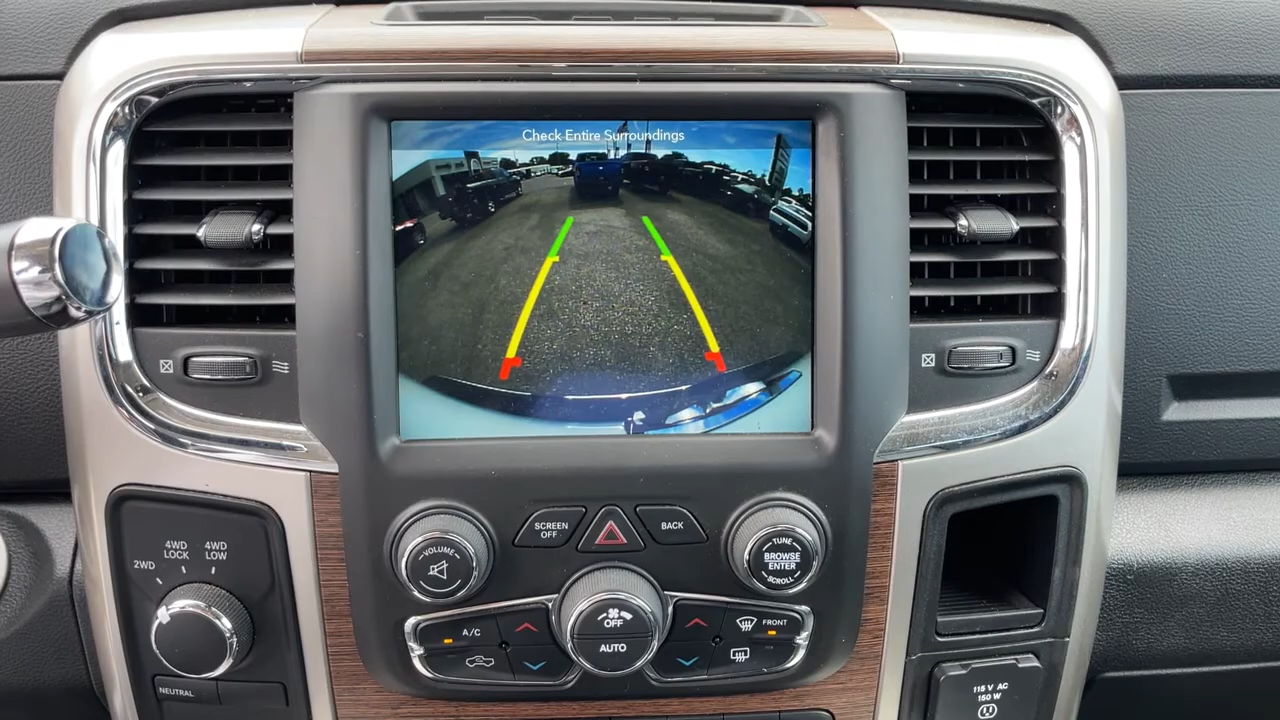 RAM
Check Entire Surroundings
4WD
LOCK
4WD
LOW
2WD
NEUTRAL
VOLUME
SCREEN
OFF
BACK
TUNE
BROWSE
ENTER
SCROLL
A/C
OFF
AUTO
FRONT
115 V AC
150 W